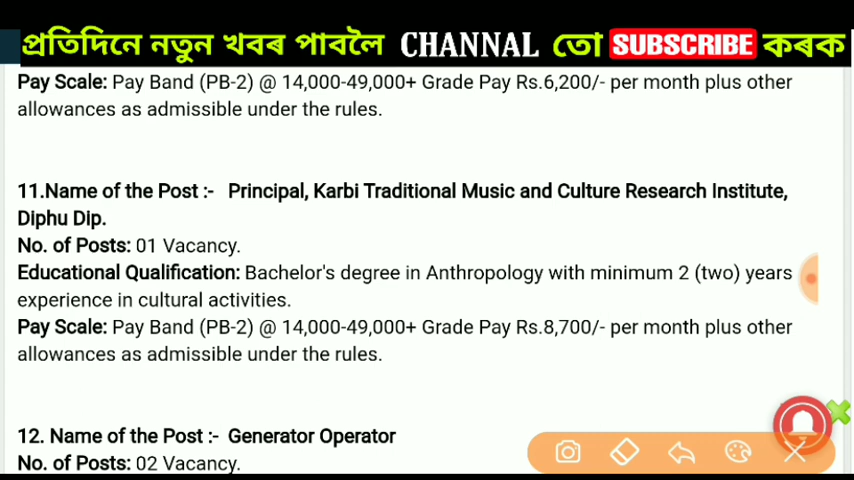 প্ৰতিদিনে নতুন খবৰ পাবলৈ CHANNAL তো SUBSCRIBE কৰক
Pay Scale: Pay Band (PB-2) @ 14,000-49,000+ Grade Pay Rs.6,200/- per month plus other
allowances as admissible under the rules.
11.Name of the Post :- Principal, Karbi Traditional Music and Culture Research Institute,
Diphu Dip.
No. of Posts: 01 Vacancy.
Educational Qualification: Bachelor's degree in Anthropology with minimum 2 (two) years
experience in cultural activities.
Pay Scale: Pay Band (PB-2) @ 14,000-49,000+ Grade Pay Rs.8,700/- per month plus other
allowances as admissible under the rules.
12. Name of the Post :- Generator Operator
No. of Posts: 02 Vacancy.